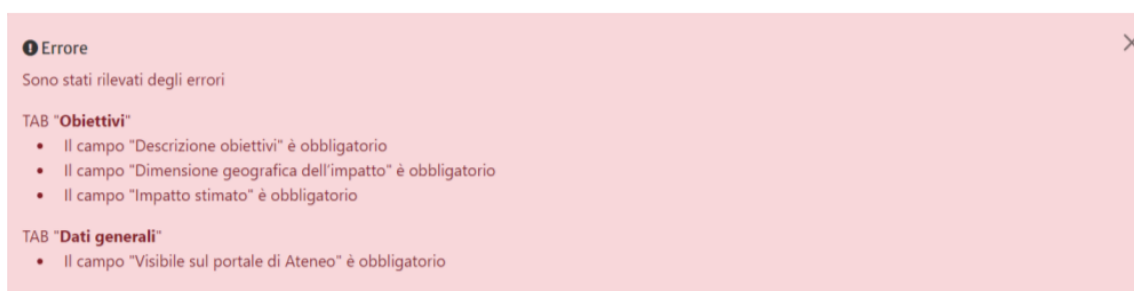 Errore
Sono stati rilevati degli errori
TAB "Obiettivi"
• Il campo "Descrizione obiettivi" è obbligatorio
• Il campo "Dimensione geografica dell'impatto" è obbligatorio
• Il campo "Impatto stimato" è obbligatorio
TAB "Dati generali"
• Il campo "Visibile sul portale di Ateneo" è obbligatorio